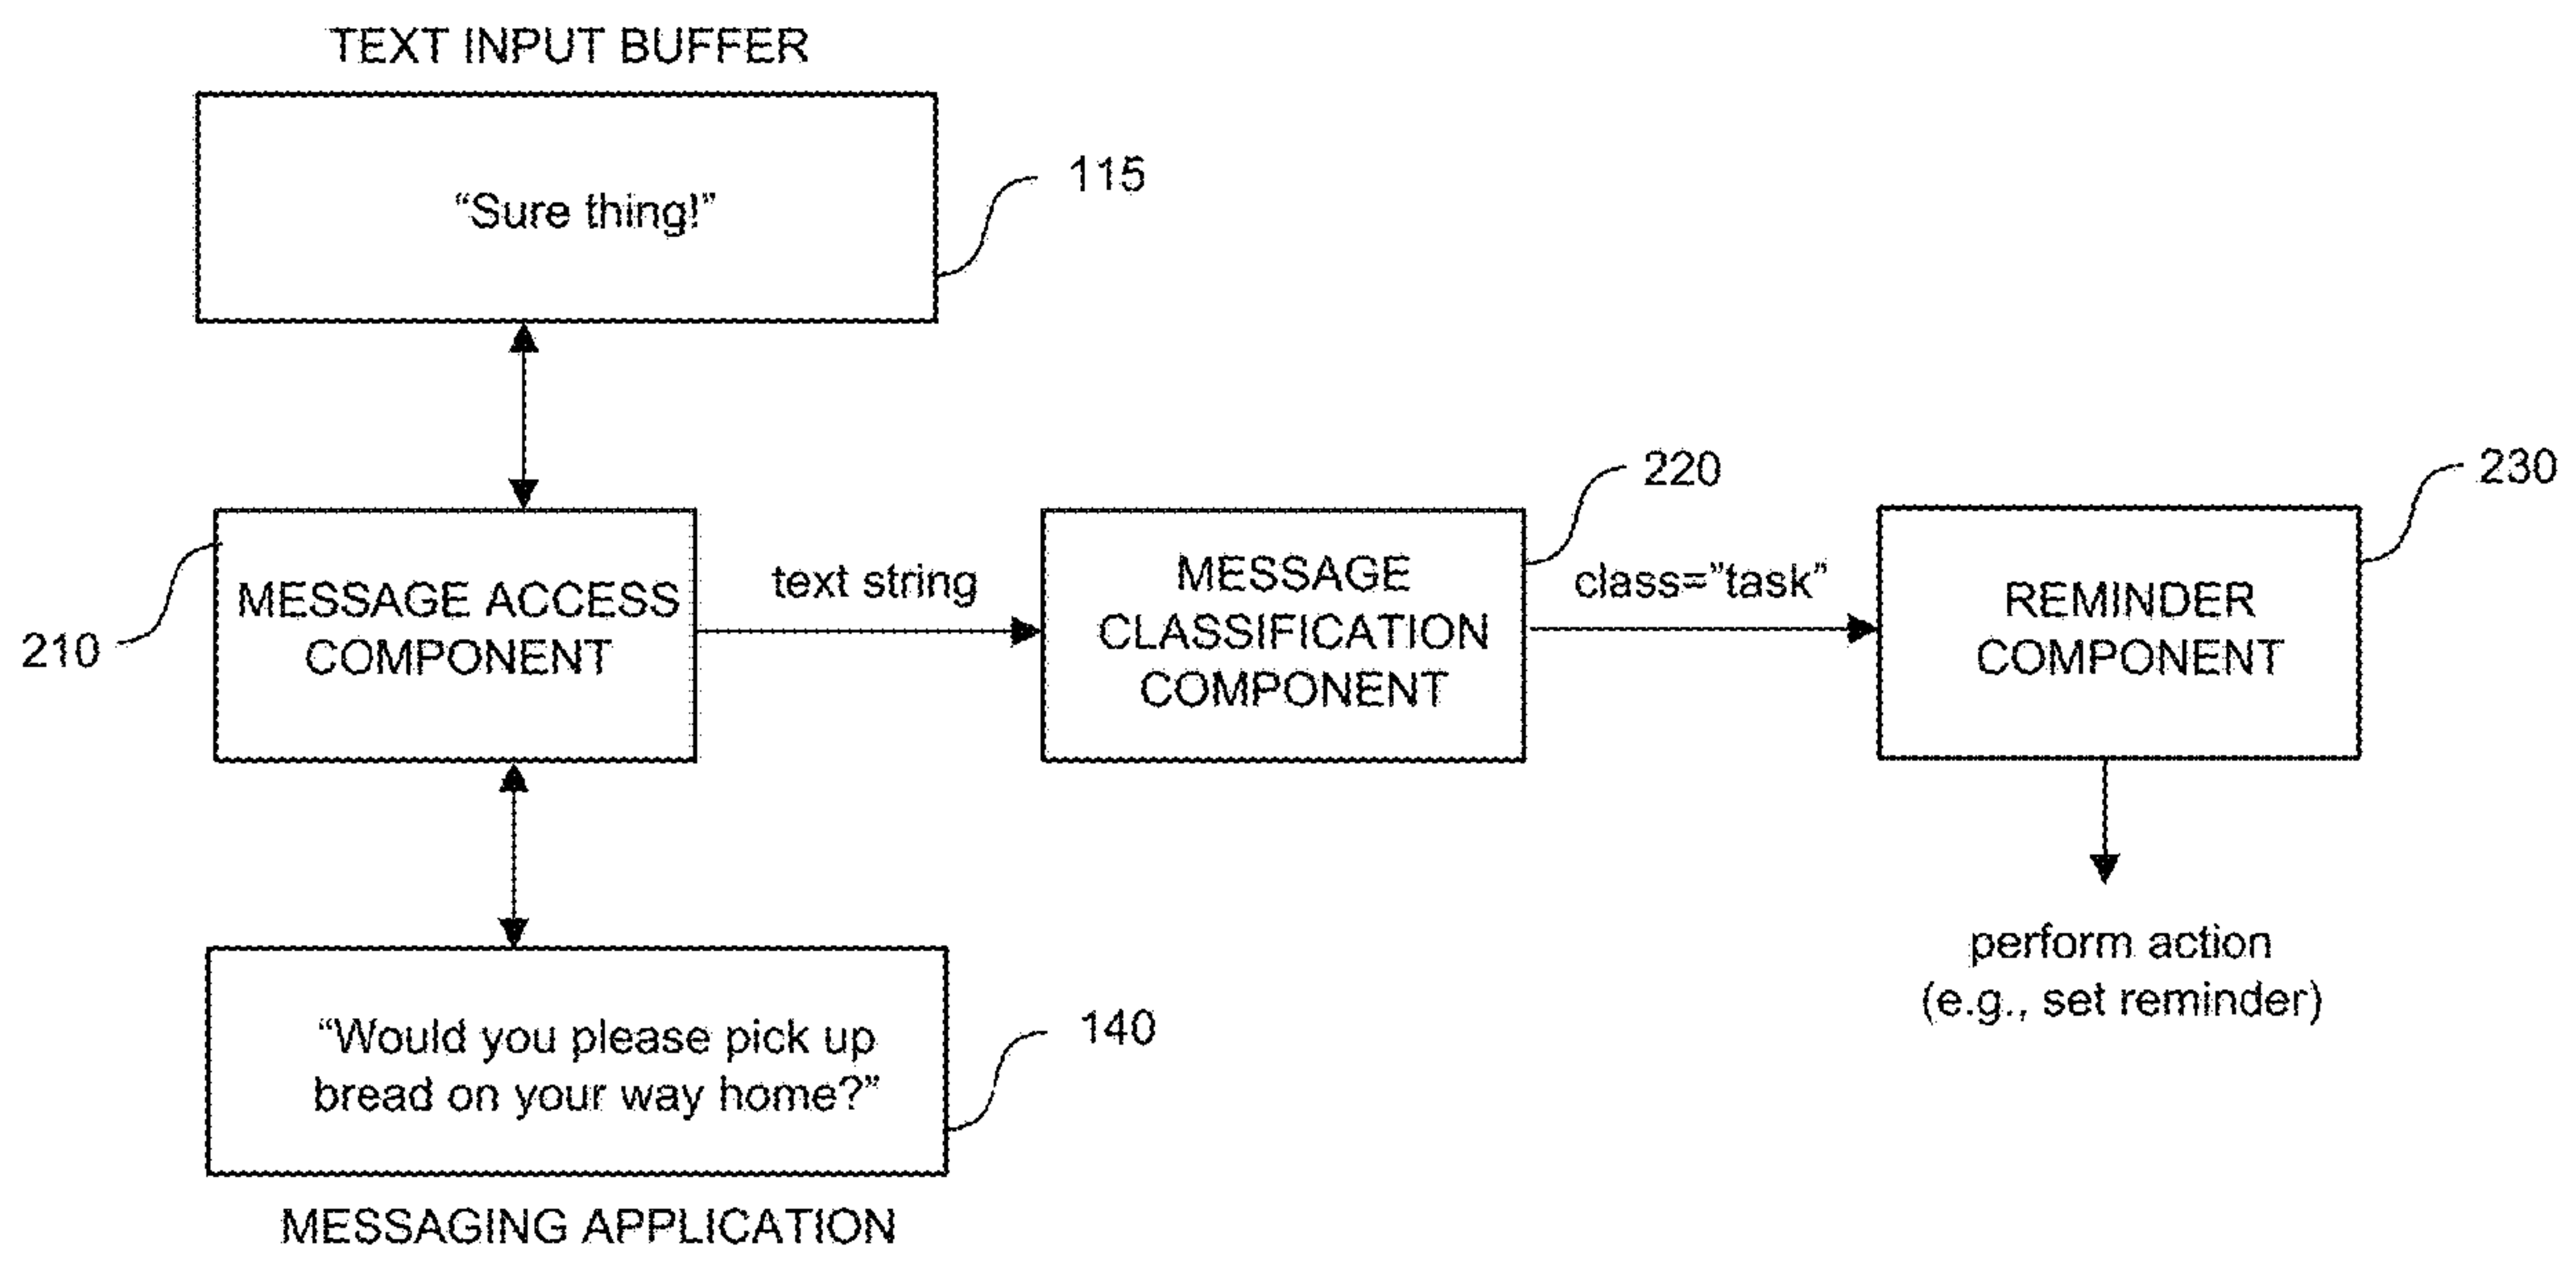 TEXT INPUT BUFFER
“Sure thing!”
115
220
230
210
MESSAGE ACCESS
COMPONENT
text string
MESSAGE
CLASSIFICATION
COMPONENT
class=”task”
REMINDER
COMPONENT
perform action
(e.g., set reminder)
“Would you please pick up
bread on your way home?”
140
MESSAGING APPLICATION